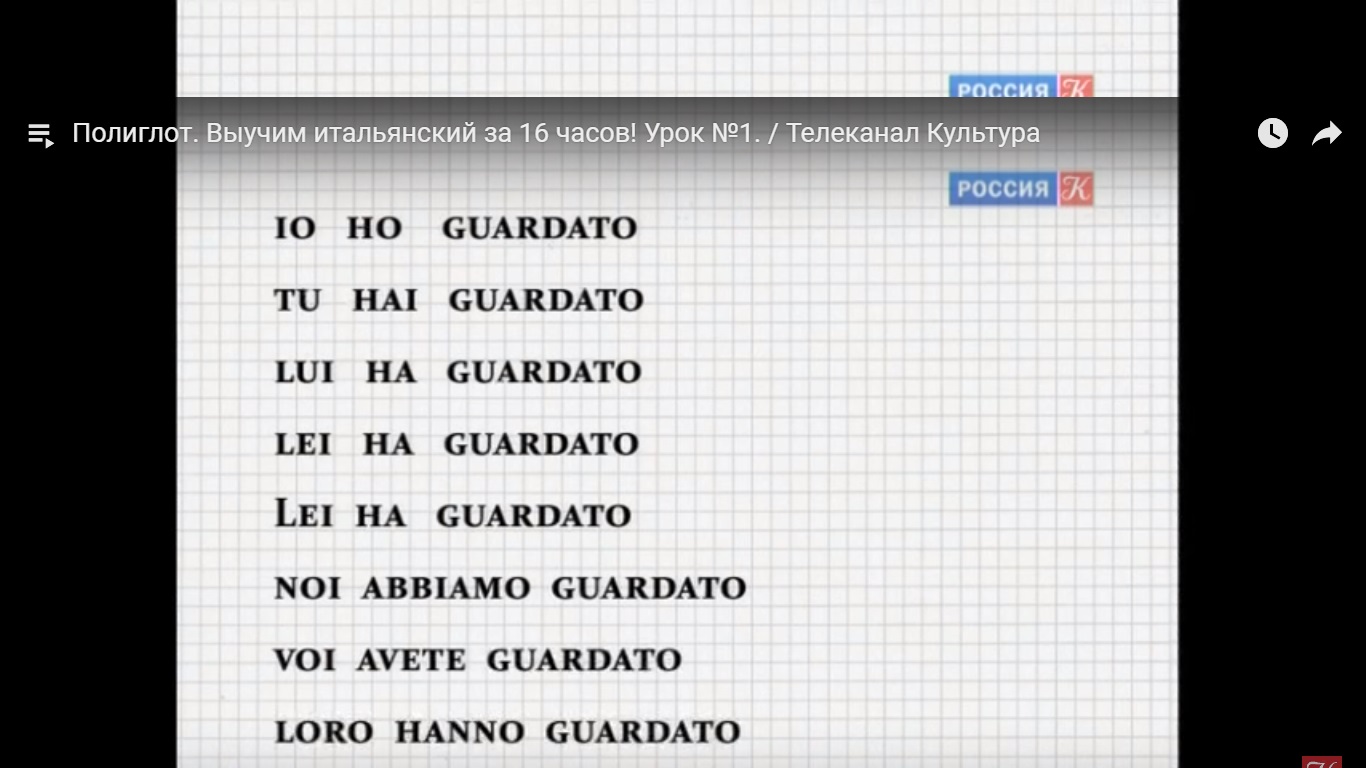 РОССИЯ К
Полиглот. Выучим итальянский за 16 часов! Урок №1. / Телеканал Культура
РОССИЯ К
IO HO GUARDATO
TU HAI GUARDATO
LUI HA GUARDATO
LEI HA GUARDATO
LEI HA GUARDATO
NOI ABBIAMO GUARDATO
VOI AVETE GUARDATO
LORO HANNO GUARDATO